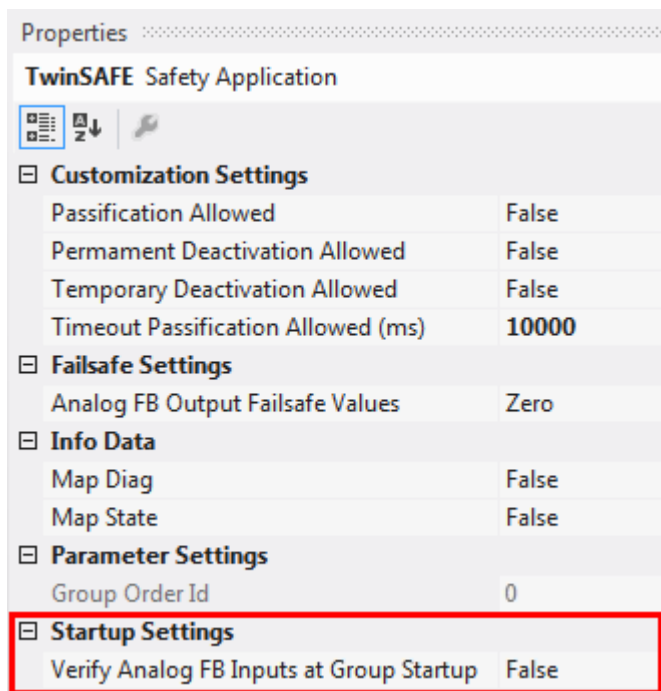 Properties
TwinSAFE Safety Application
Customization Settings
Passification Allowed False
Permament Deactivation Allowed False
Temporary Deactivation Allowed False
Timeout Passification Allowed (ms) 10000
Failsafe Settings
Analog FB Output Failsafe Values Zero
Info Data
Map Diag False
Map State False
Parameter Settings
Group Order Id 0
Startup Settings
Verify Analog FB Inputs at Group Startup False